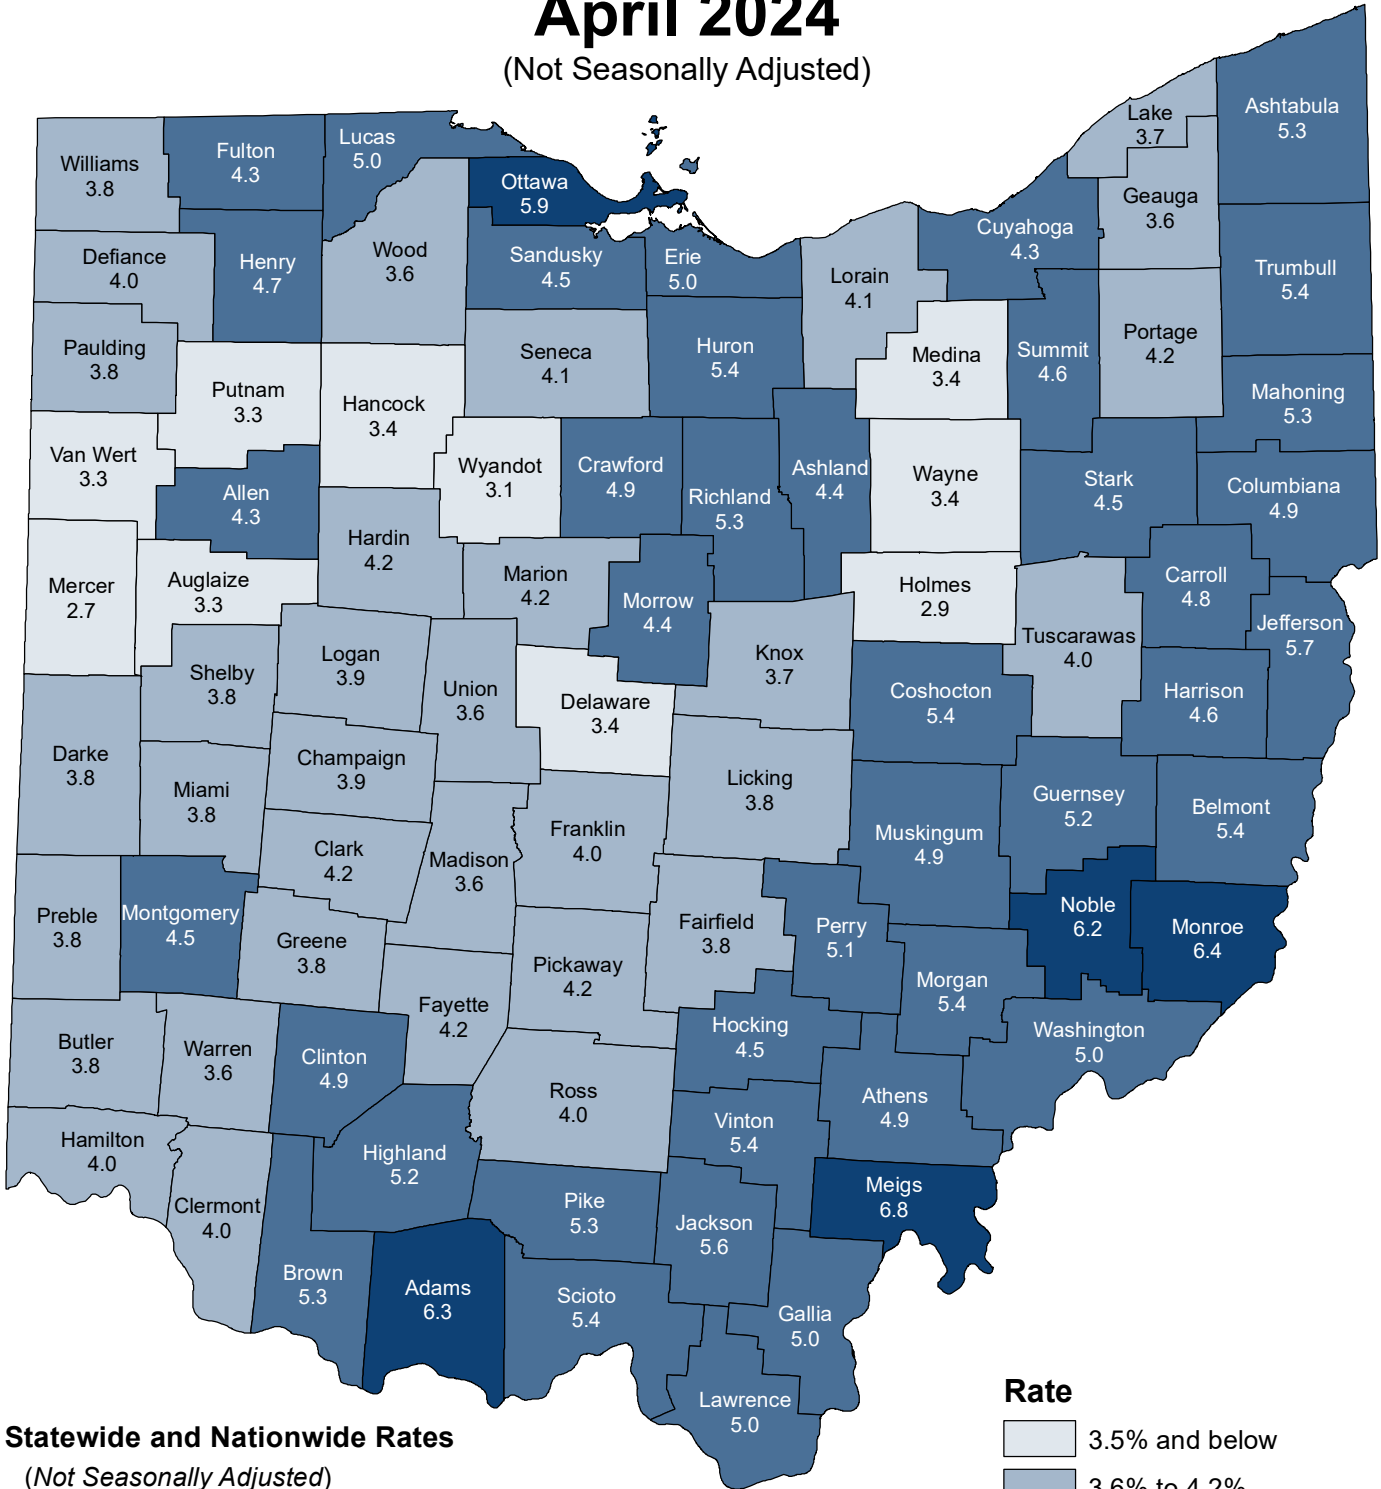 April 2024
(Not Seasonally Adjusted)
Lake
3.7
Ashtabula
5.3
Williams
3.8
Fulton
4.3
Lucas
5.0
Ottawa
5.9
Geauga
3.6
Cuyahoga
4.3
Defiance
4.0
Henry
4.7
Wood
3.6
Sandusky
4.5
Erie
5.0
Lorain
4.1
Trumbull
5.4
Paulding
3.8
Putnam
3.3
Hancock
3.4
Seneca
4.1
Huron
5.4
Medina
3.4
Summit
4.6
Portage
4.2
Mahoning
5.3
Van Wert
3.3
Allen
4.3
Wyandot
3.1
Crawford
4.9
Richland
5.3
Ashland
4.4
Wayne
3.4
Stark
4.5
Columbiana
4.9
Mercer
2.7
Auglaize
3.3
Hardin
4.2
Marion
4.2
Morrow
4.4
Holmes
2.9
Tuscarawas
4.0
Carroll
4.8
Jefferson
5.7
Shelby
3.8
Logan
3.9
Union
3.6
Delaware
3.4
Knox
3.7
Coshocton
5.4
Harrison
4.6
Darke
3.8
Miami
3.8
Champaign
3.9
Licking
3.8
Muskingum
4.9
Guernsey
5.2
Belmont
5.4
Clark
4.2
Madison
3.6
Franklin
4.0
Preble
3.8
Montgomery
4.5
Greene
3.8
Fairfield
3.8
Perry
5.1
Noble
6.2
Monroe
6.4
Fayette
4.2
Pickaway
4.2
Morgan
5.4
Butler
3.8
Warren
3.6
Clinton
4.9
Hocking
4.5
Washington
5.0
Ross
4.0
Athens
4.9
Vinton
5.4
Hamilton
4.0
Highland
5.2
Meigs
6.8
Clermont
4.0
Pike
5.3
Jackson
5.6
Brown
5.3
Adams
6.3
Scioto
5.4
Gallia
5.0
Lawrence
5.0
Rate
3.5% and below
3.6% to 4.2%
Statewide and Nationwide Rates
(Not Seasonally Adjusted)